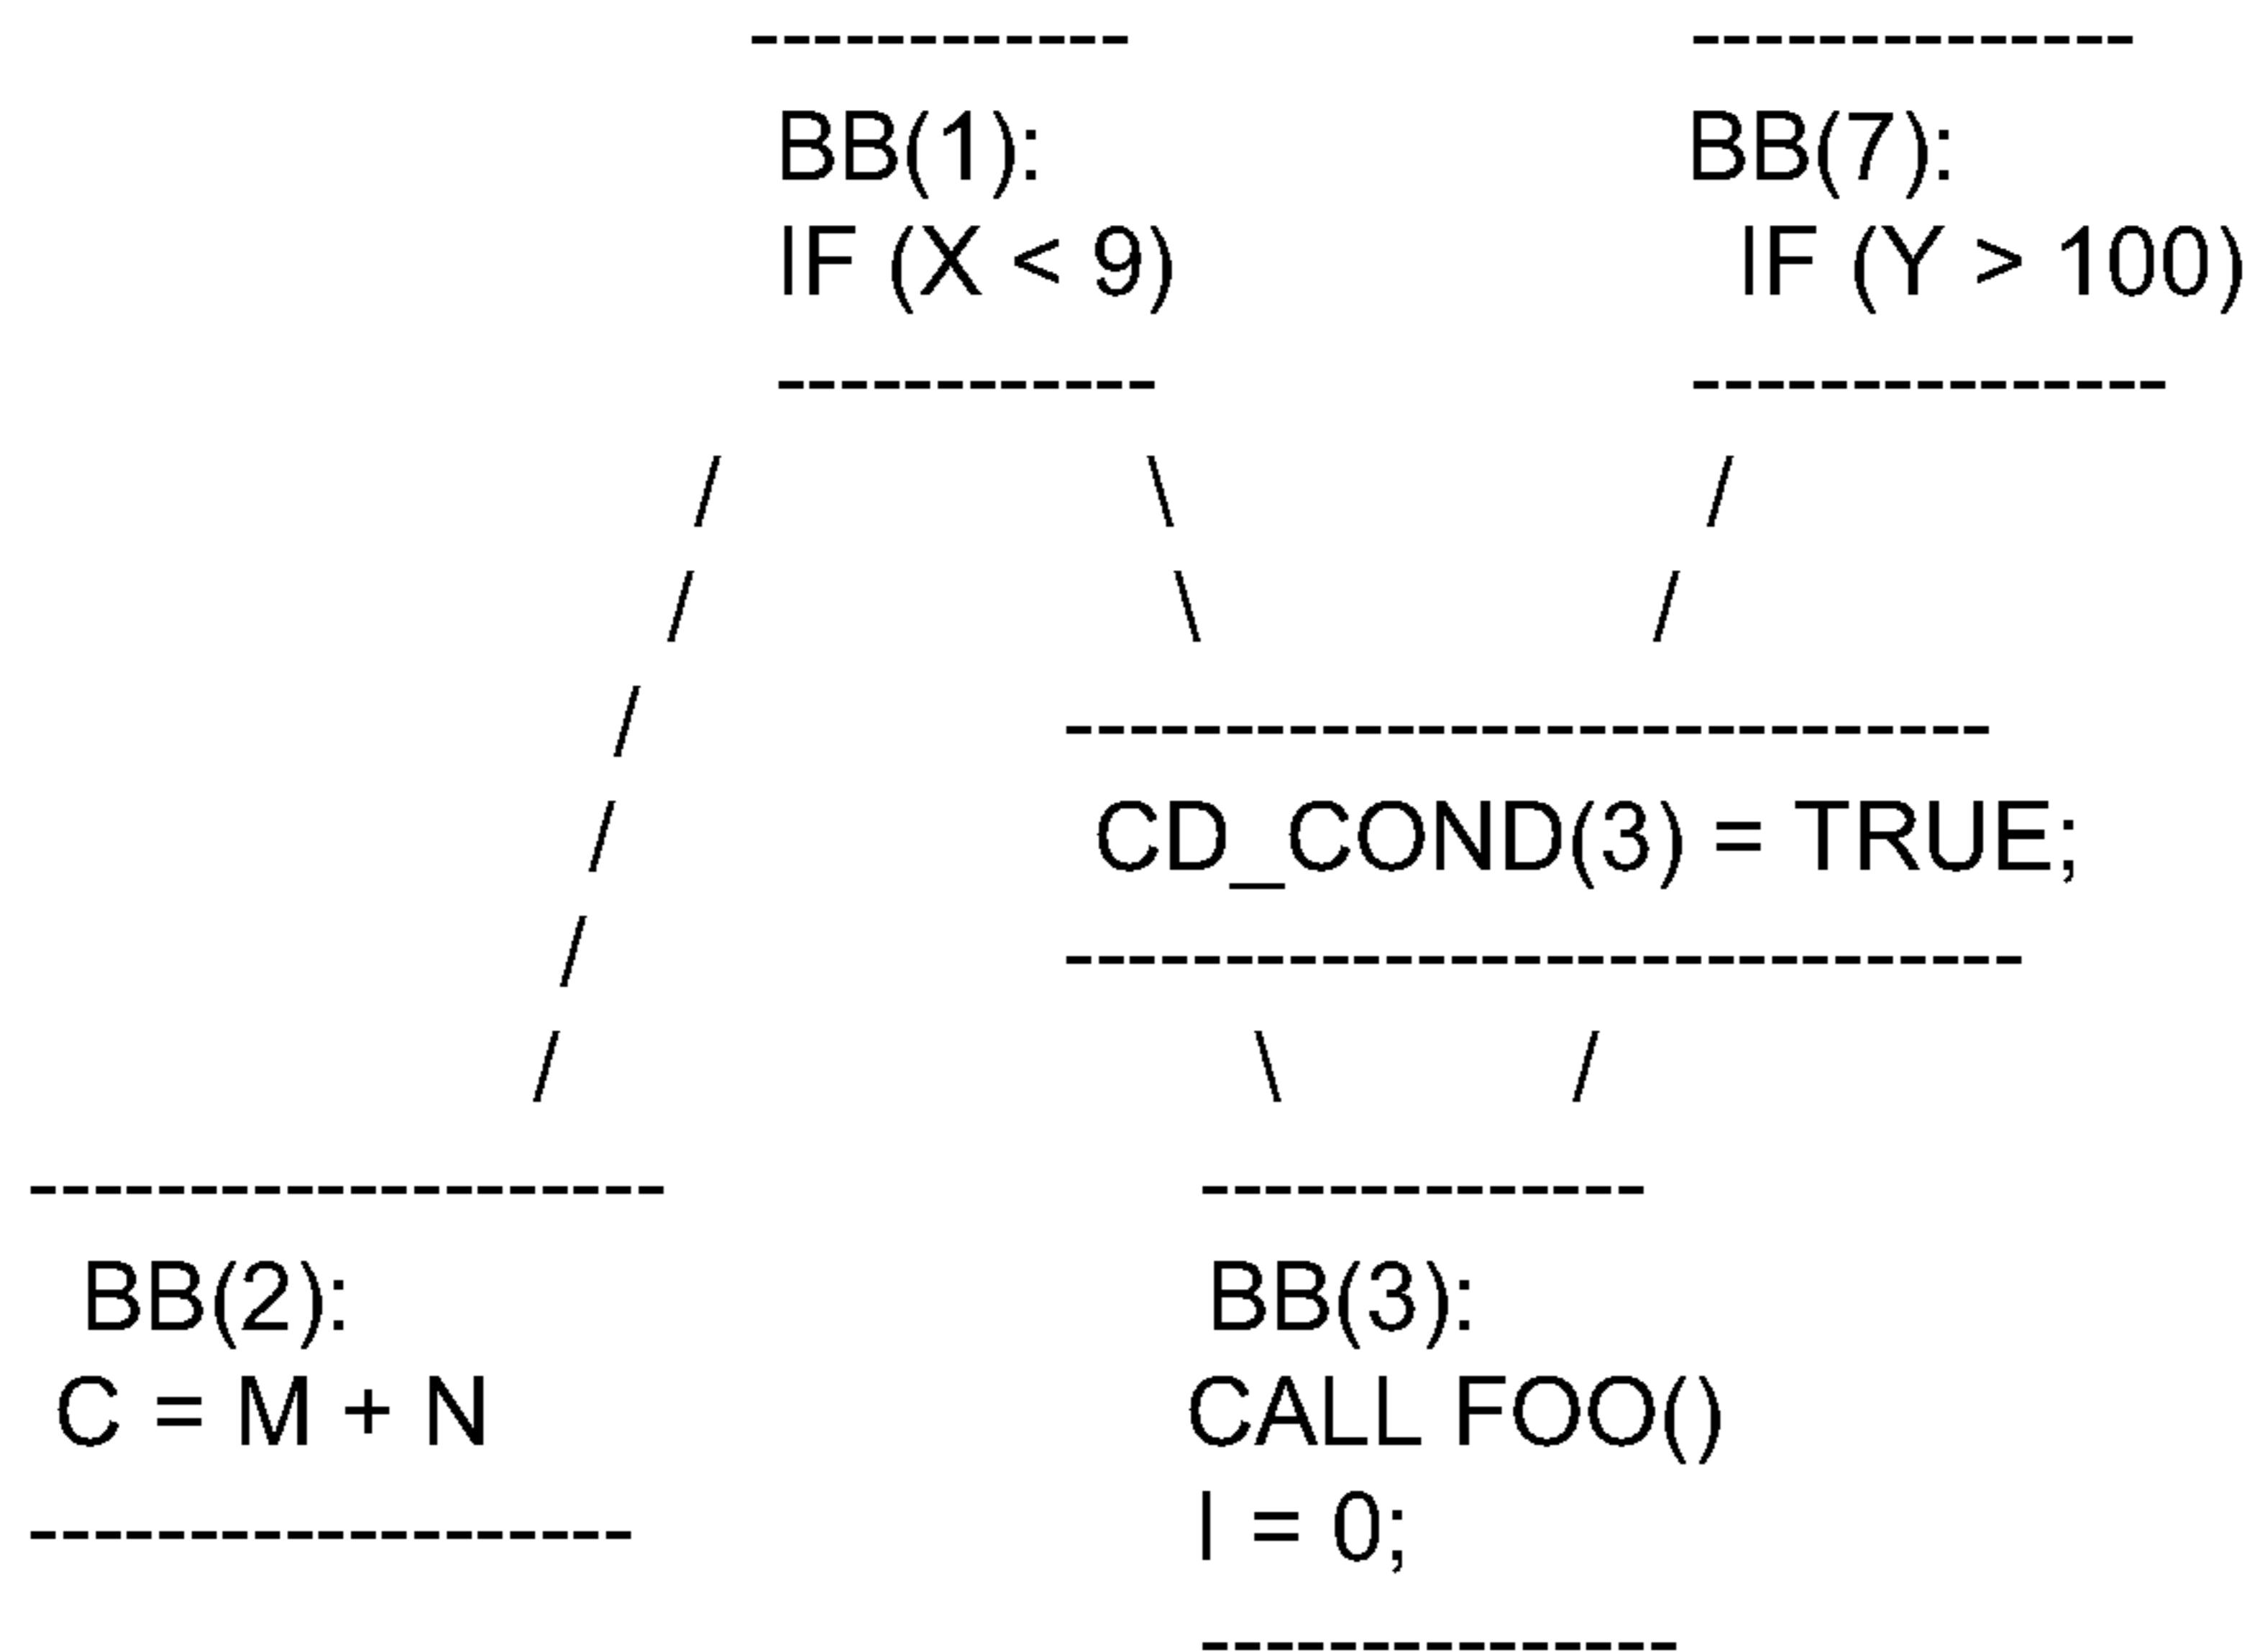 ------------ --------------
BB(1): BB(7):
IF (X < 9) IF (Y > 100)
------------ ---------------
/ \ /
/ \ /
/ -----------------------------
/ CD_COND(3) = TRUE;
/ ------------------------------
/ \ /
-------------------- --------------
BB(2): BB(3):
C = M + N CALL FOO()
------------------- I = 0;
---------------